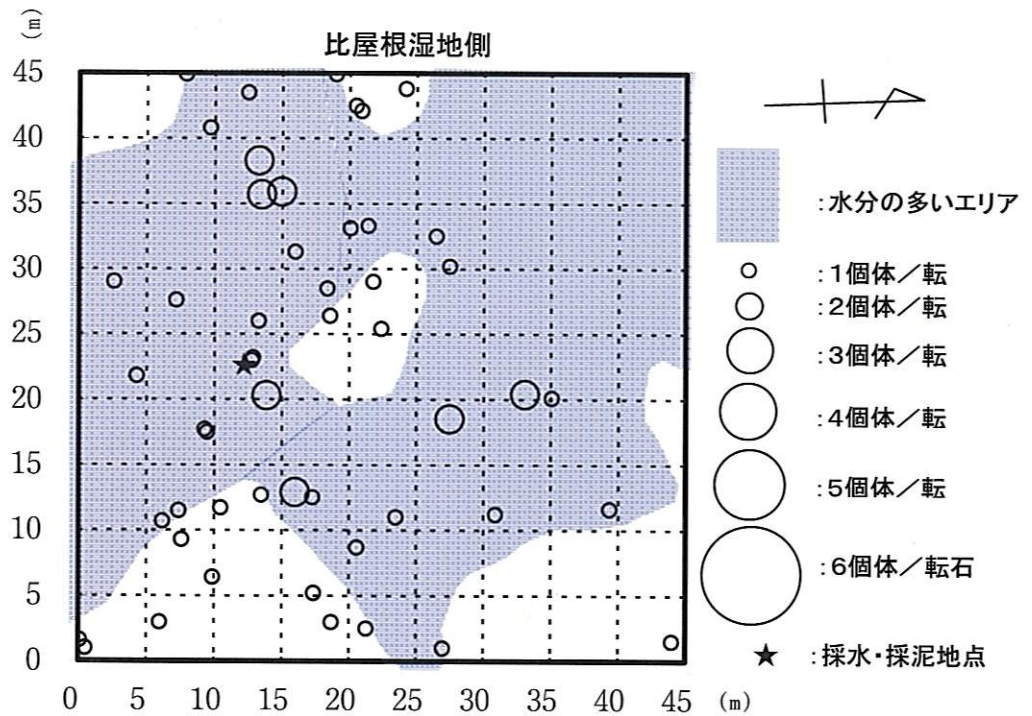 (m)
比屋根湿地側
45
40
35
30
25
20
15
10
5
0
0 5 10 15 20 25 30 35 40 45 (m)
:水分の多いエリア
:1個体/転
:2個体/転
:3個体/転
:4個体/転
:5個体/転
:6個体/転石
★ :採水・採泥地点